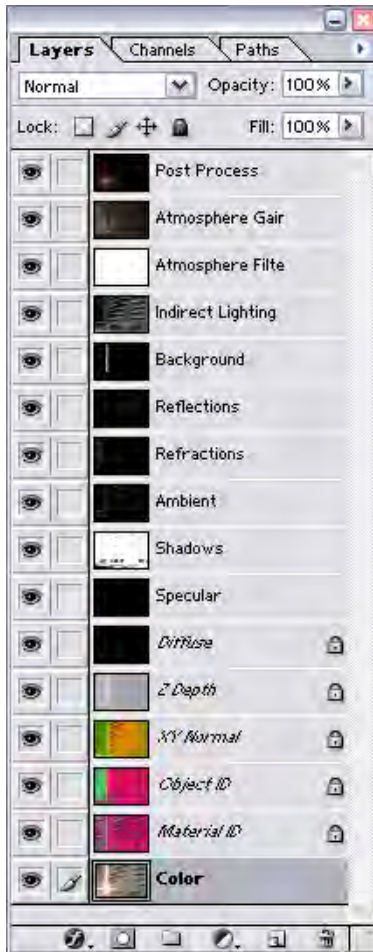 Layers Channels Paths
Normal Opacity: 100%
Lock: Fill: 100%
Post Process
Atmosphere Gair
Atmosphere Filte
Indirect Lighting
Background
Reflections
Refractions
Ambient
Shadows
Specular
Diffuse
Z Depth
XY Normal
Object ID
Material ID
Color